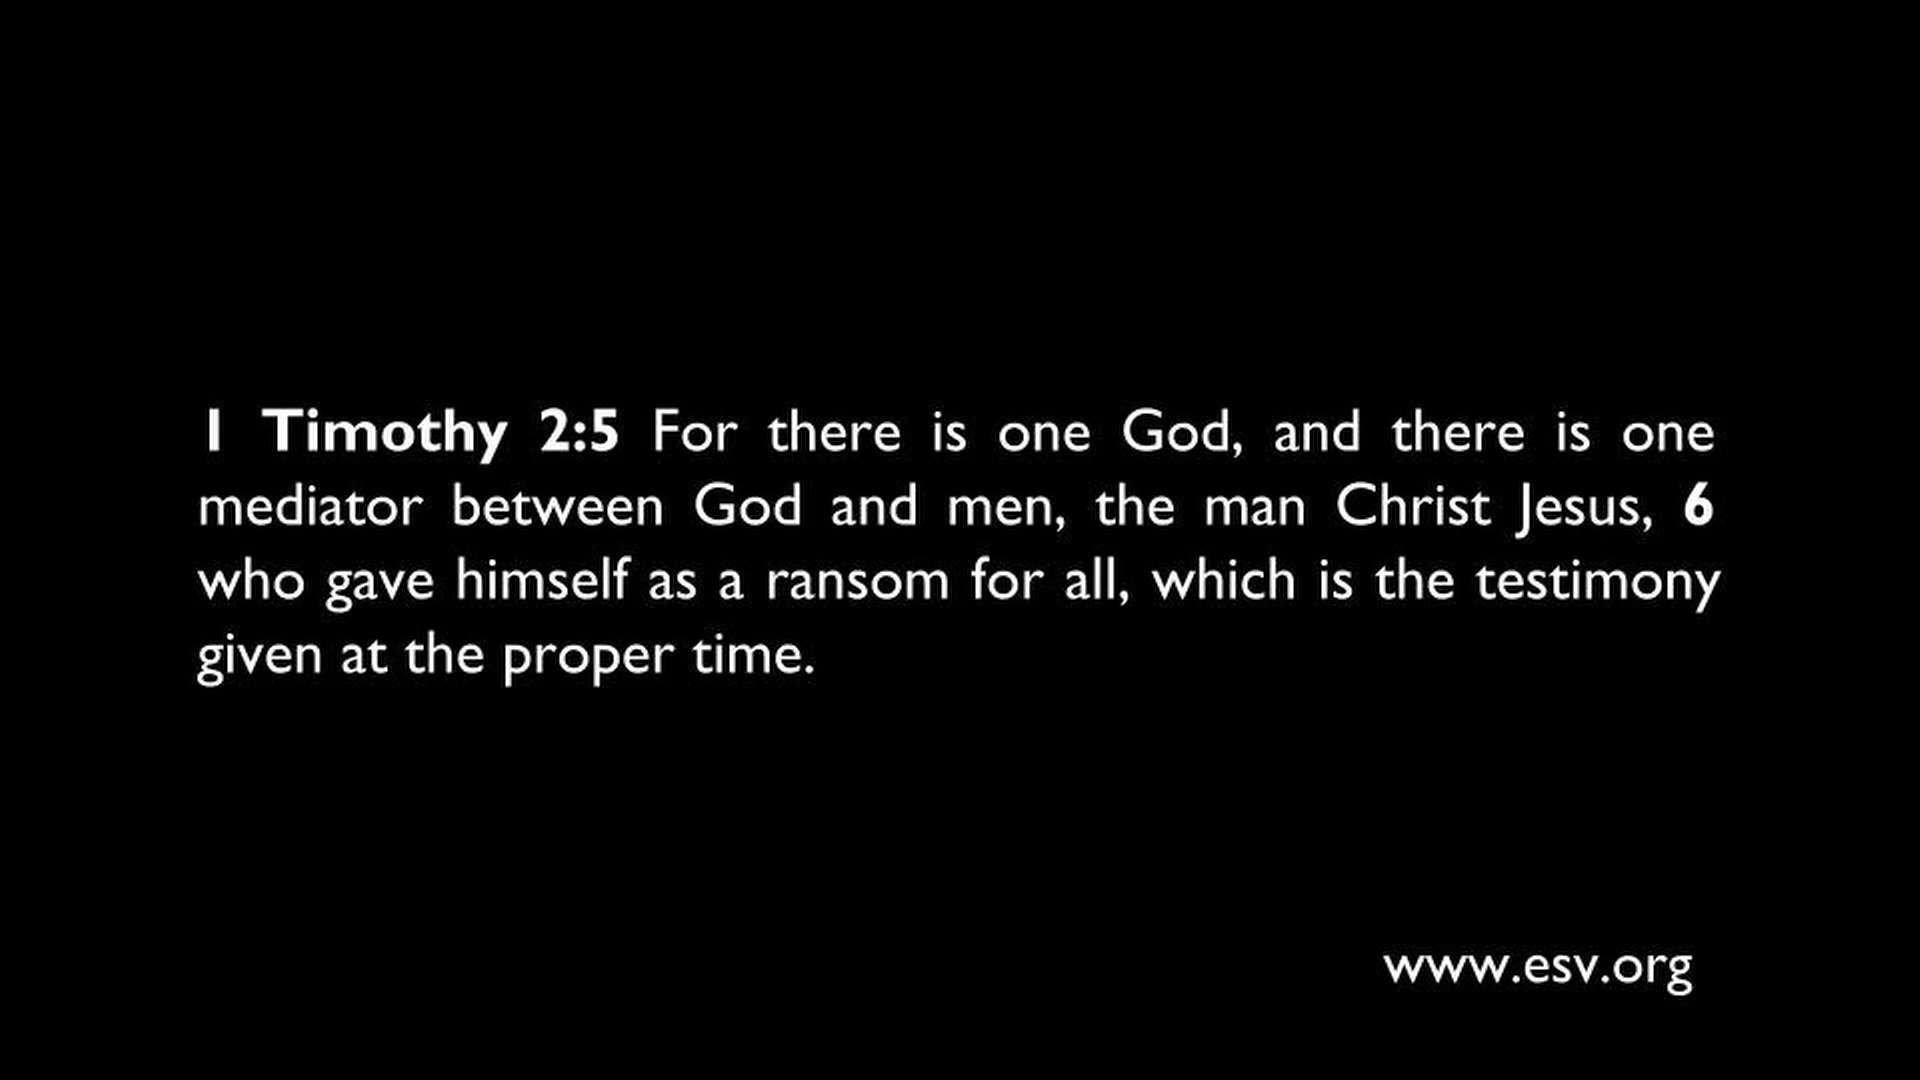 1 Timothy 2:5 For there is one God, and there is one
mediator between God and men, the man Christ Jesus, 6
who gave himself as a ransom for all, which is the testimony
given at the proper time.
www.esv.org